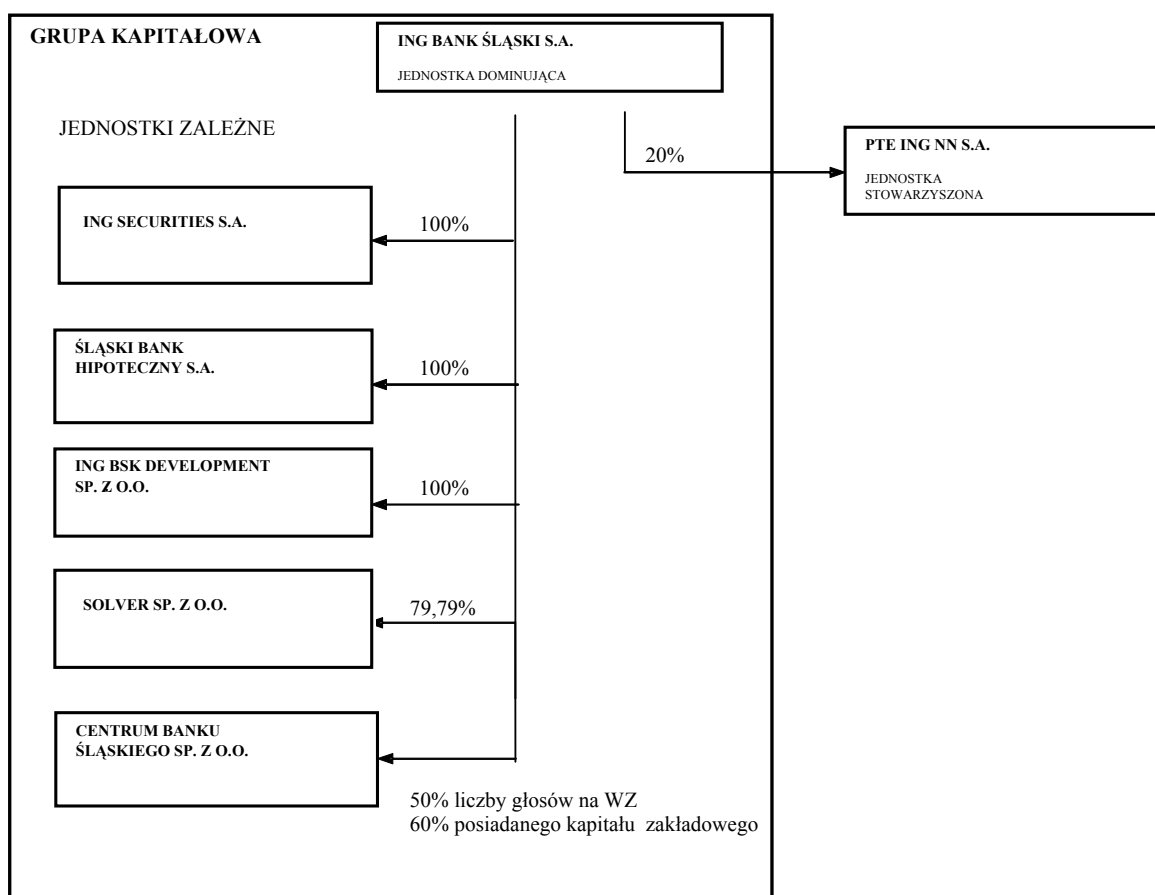 GRUPA KAPITAŁOWA
ING BANK ŚLĄSKI S.A.
JEDNOSTKA DOMINUJĄCA
JEDNOSTKI ZALEŻNE
20%
PTE ING NN S.A.
JEDNOSTKA
STOWARZYSZONA
ING SECURITIES S.A.
100%
ŚLĄSKI BANK
HIPOTECZNY S.A.
100%
ING BSK DEVELOPMENT
SP. Z O.O.
100%
SOLVER SP. Z O.O.
79,79%
CENTRUM BANKU
ŚLĄSKIEGO SP. Z O.O.
50% liczby głosów na WZ
60% posiadanego kapitału zakładowego